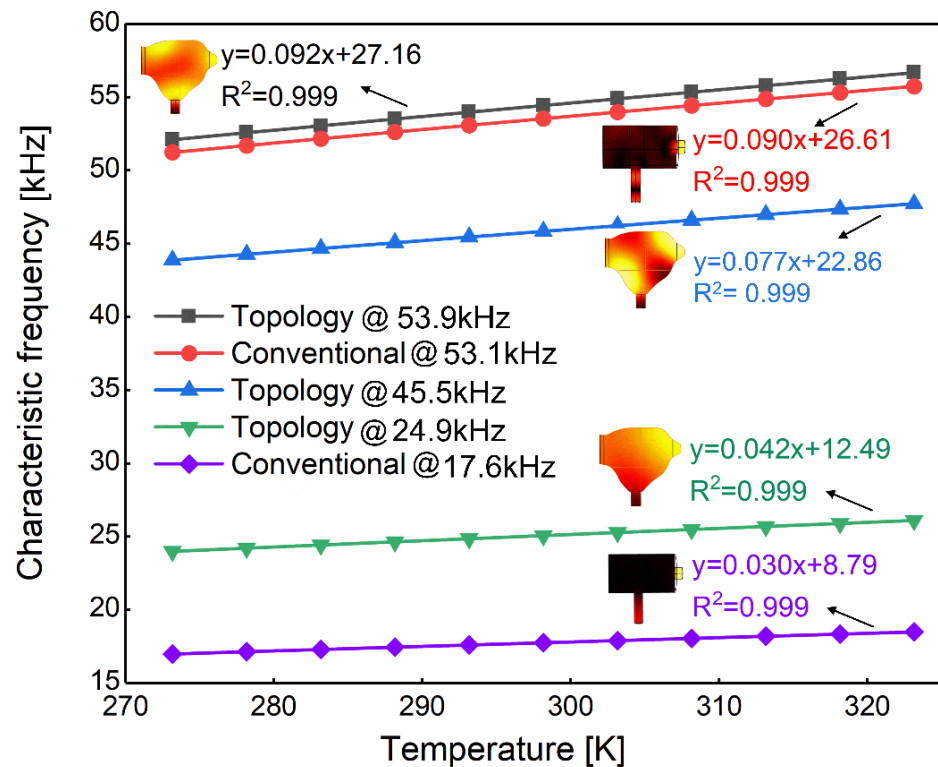 60
55
50
45
40
35
30
25
20
15
Characteristic frequency [kHz]
y=0.092x+27.16
R²=0.999
y=0.090x+26.61
R²=0.999
y=0.077x+22.86
R²= 0.999
Topology @ 53.9kHz
Conventional @ 53.1kHz
Topology @ 45.5kHz
Topology @ 24.9kHz
Conventional @ 17.6kHz
y=0.042x+12.49
R²=0.999
y=0.030x+8.79
R²=0.999
270 280 290 300 310 320
Temperature [K]